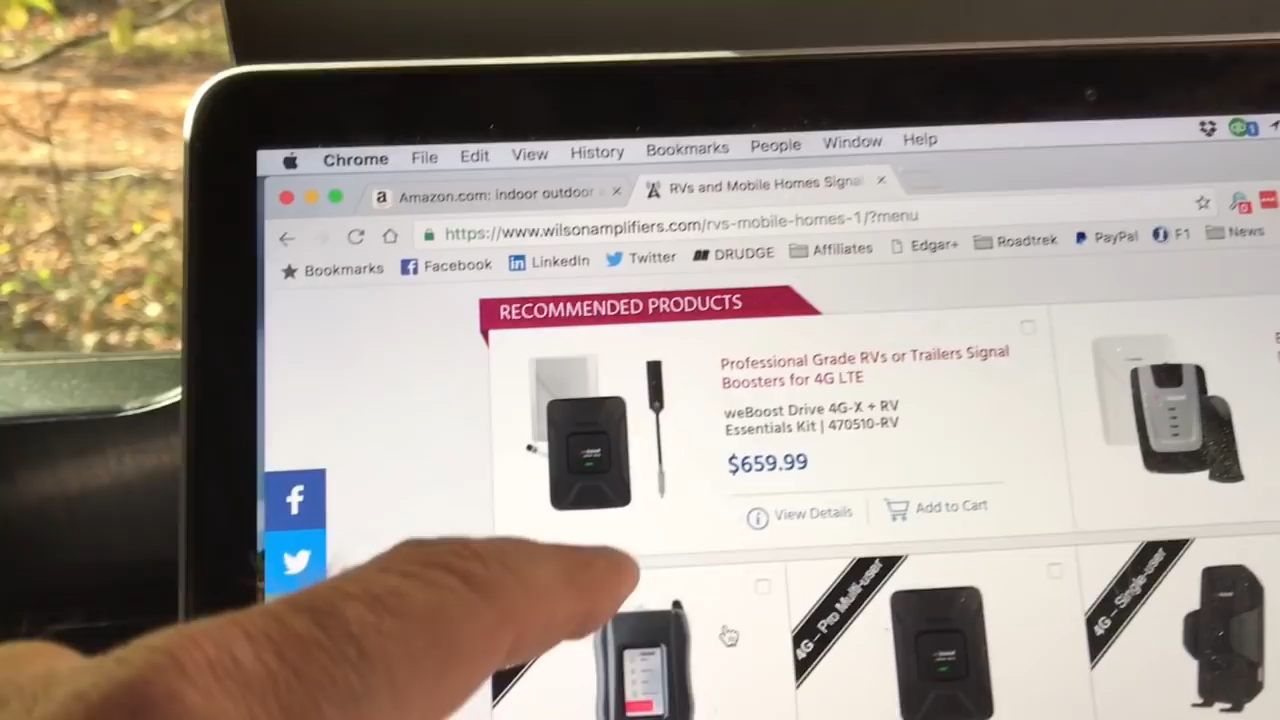 Chrome File Edit View History Bookmarks People Window Help
a Amazon.com: indoor outdoor × RVs and Mobile Homes Signal ×
https://www.wilsonamplifiers.com/rvs-mobile-homes-1/?menu
Bookmarks Facebook LinkedIn Twitter DRUDGE Affiliates Edgar+ Roadtrek PayPal F1 News
RECOMMENDED PRODUCTS
Professional Grade RVs or Trailers Signal
Boosters for 4G LTE
weBoost Drive 4G-X + RV
Essentials Kit | 470510-RV
$659.99
View Details Add to Cart
4G – Pro Multi-user
4G – Single-user